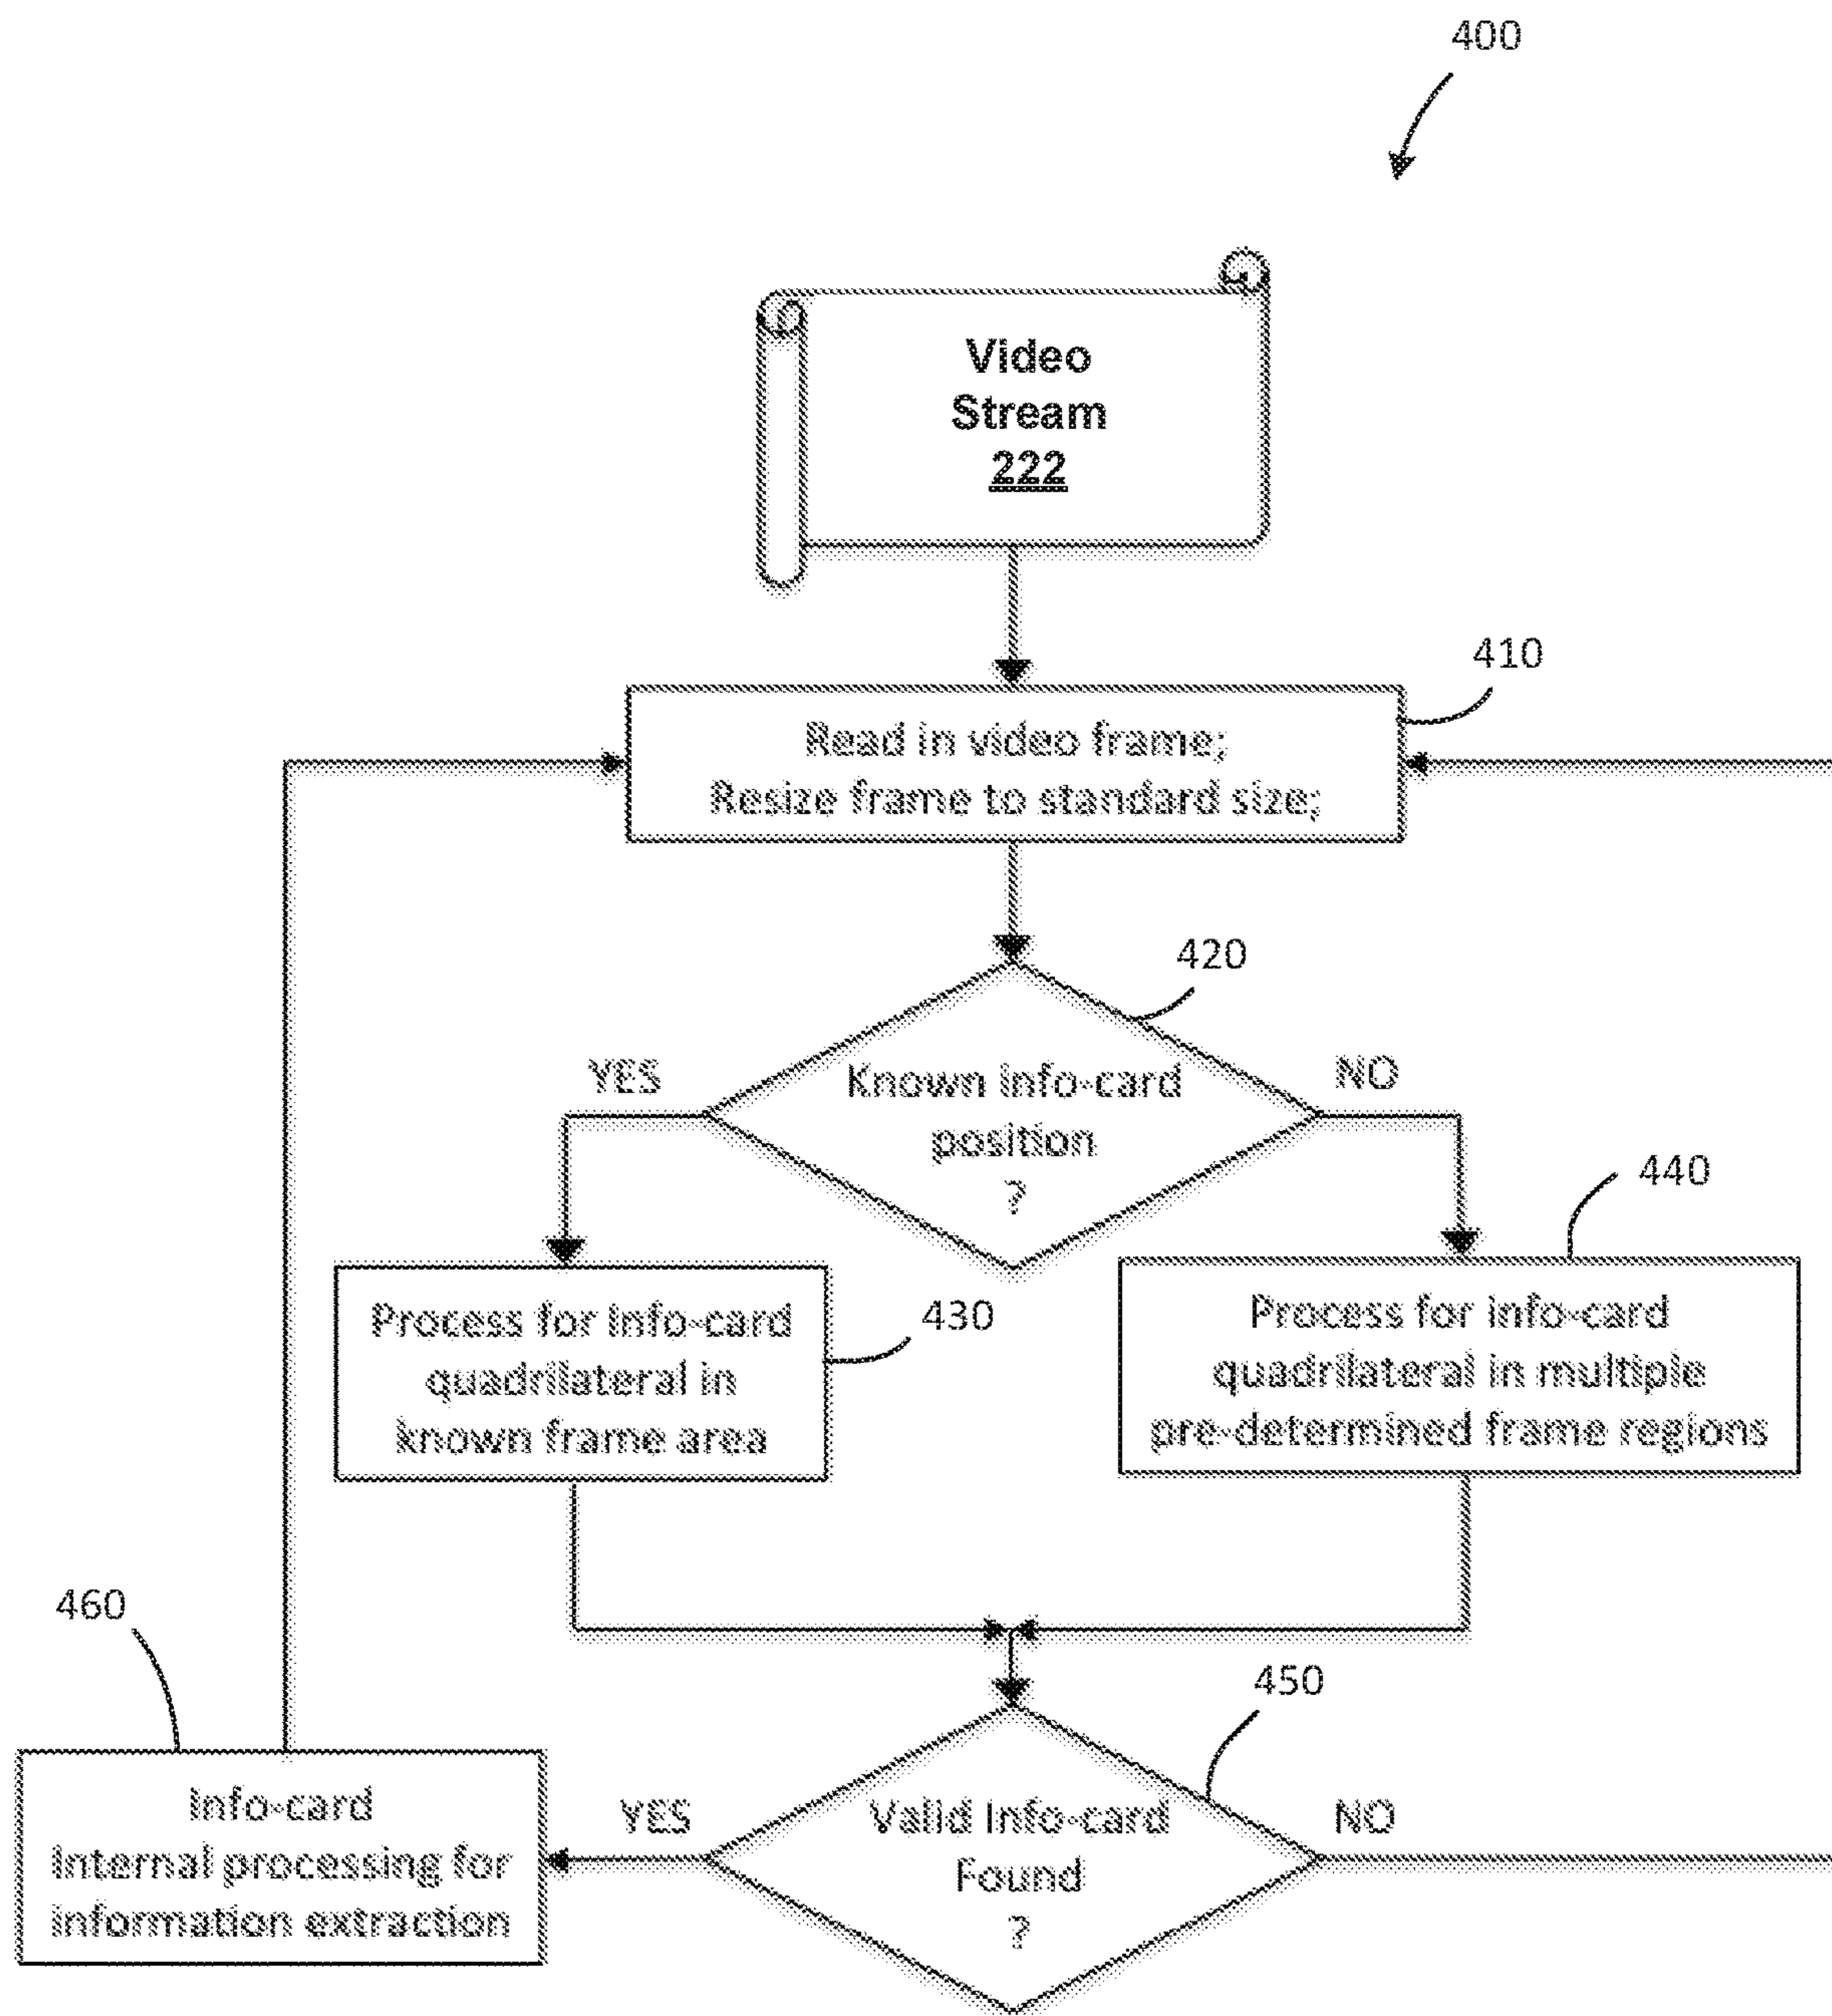 400
Video
Stream
222
410
Read in video frame;
Resize frame to standard size;
420
YES
Known info-card
position
?
NO
440
Process for info-card
quadrilateral in
known frame area
430
Process for info-card
quadrilateral in multiple
pre-determined frame regions
460
450
Info-card
Internal processing for
information extraction
YES
Valid Info-card
Found
?
NO